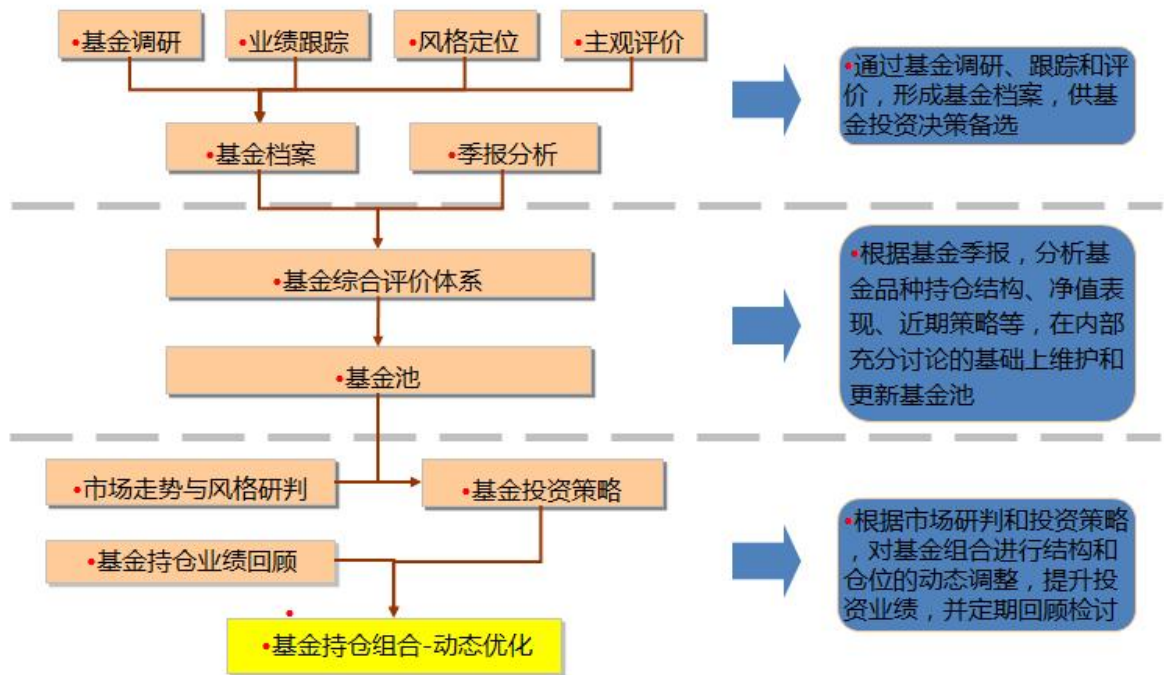 •基金调研
•业绩跟踪
•风格定位
•主观评价
•通过基金调研、跟踪和评
价，形成基金档案，供基
金投资决策备选
•基金档案
•季报分析
•基金综合评价体系
•基金池
•根据基金季报，分析基
金品种持仓结构、净值表
现、近期策略等，在内部
充分讨论的基础上维护和
更新基金池
•市场走势与风格研判
•基金投资策略
•基金持仓业绩回顾
•
•基金持仓组合-动态优化
•根据市场研判和投资策略
，对基金组合进行结构和
仓位的动态调整，提升投
资业绩，并定期回顾检讨